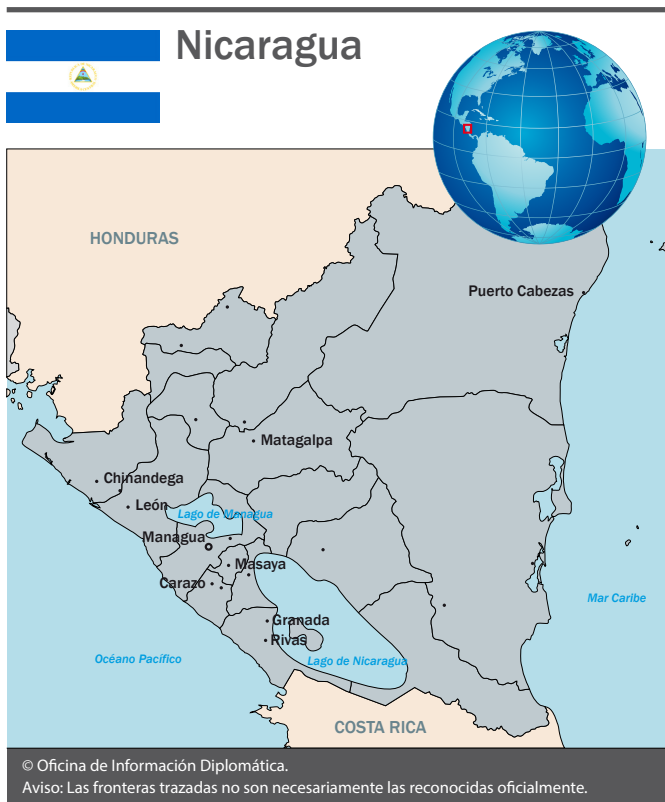 Nicaragua
HONDURAS
Puerto Cabezas
Matagalpa
Chinandega
León
Lago de Managua
Managua
Masaya
Carazo
Mar Caribe
Granada
Rivas
Océano Pacífico
Lago de Nicaragua
COSTA RICA
© Oficina de Información Diplomática.
Aviso: Las fronteras trazadas no son necesariamente las reconocidas oficialmente.